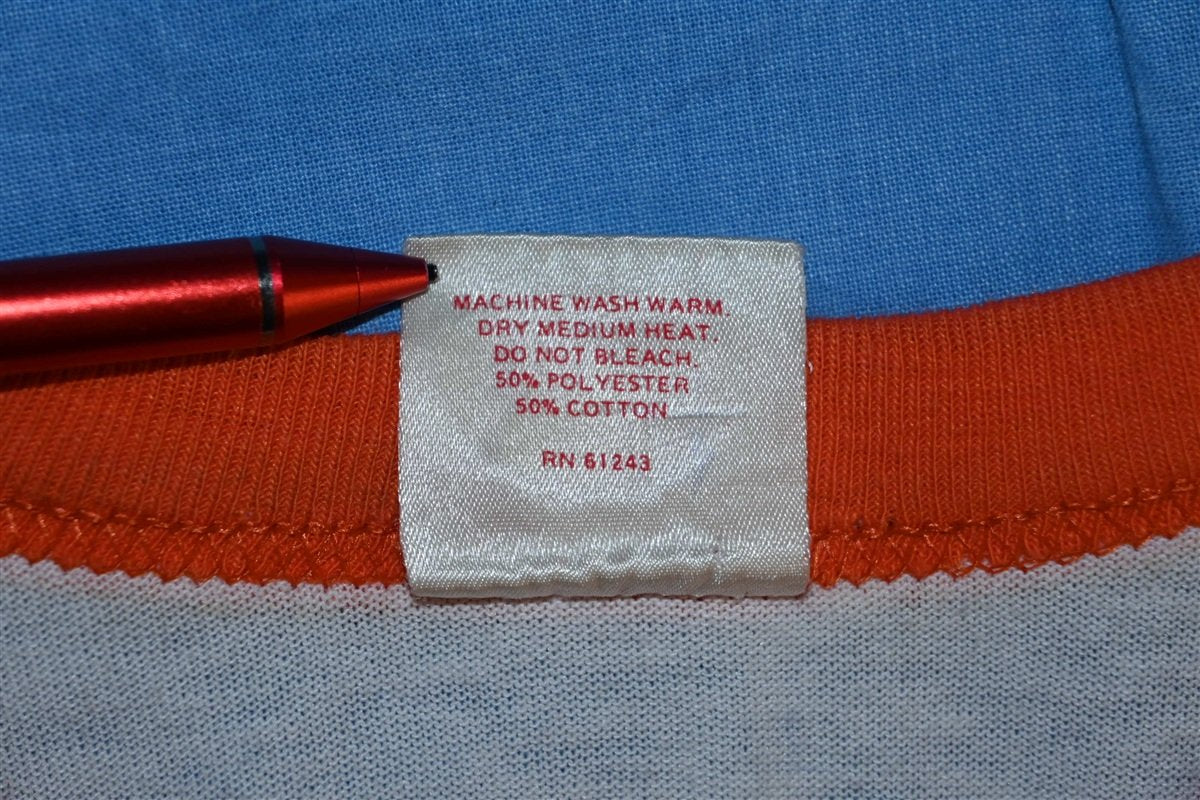 MACHINE WASH WARM.
DRY MEDIUM HEAT.
DO NOT BLEACH.
50% POLYESTER
50% COTTON
RN 61243